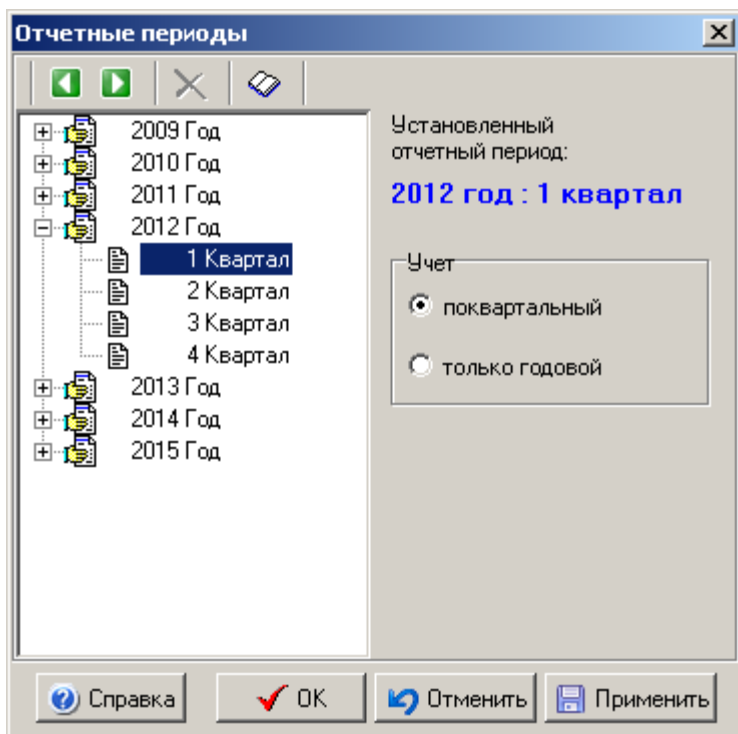 Отчетные периоды
2009 Год
2010 Год
2011 Год
2012 Год
1 Квартал
2 Квартал
3 Квартал
4 Квартал
2013 Год
2014 Год
2015 Год
Установленный
отчетный период:
2012 год : 1 квартал
Учет
поквартальный
только годовой
Справка
OK
Отменить
Применить